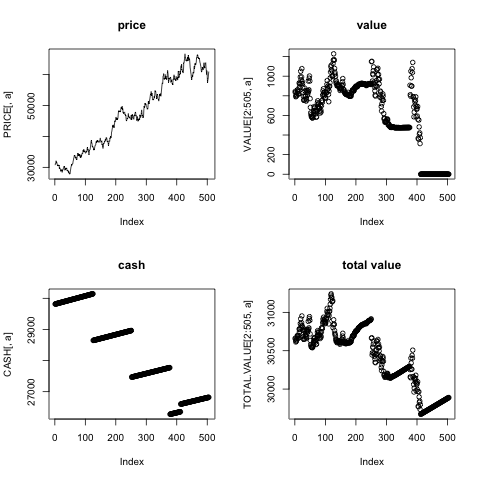 price
PRICE[, a]
30000 50000
0 100 200 300 400 500
Index
value
VALUE[2:505, a]
0 200 600 1000
0 100 200 300 400 500
Index
cash
CASH[, a]
27000 29000
0 100 200 300 400 500
Index
total value
TOTAL.VALUE[2:505, a]
30000 30500 31000
0 100 200 300 400 500
Index